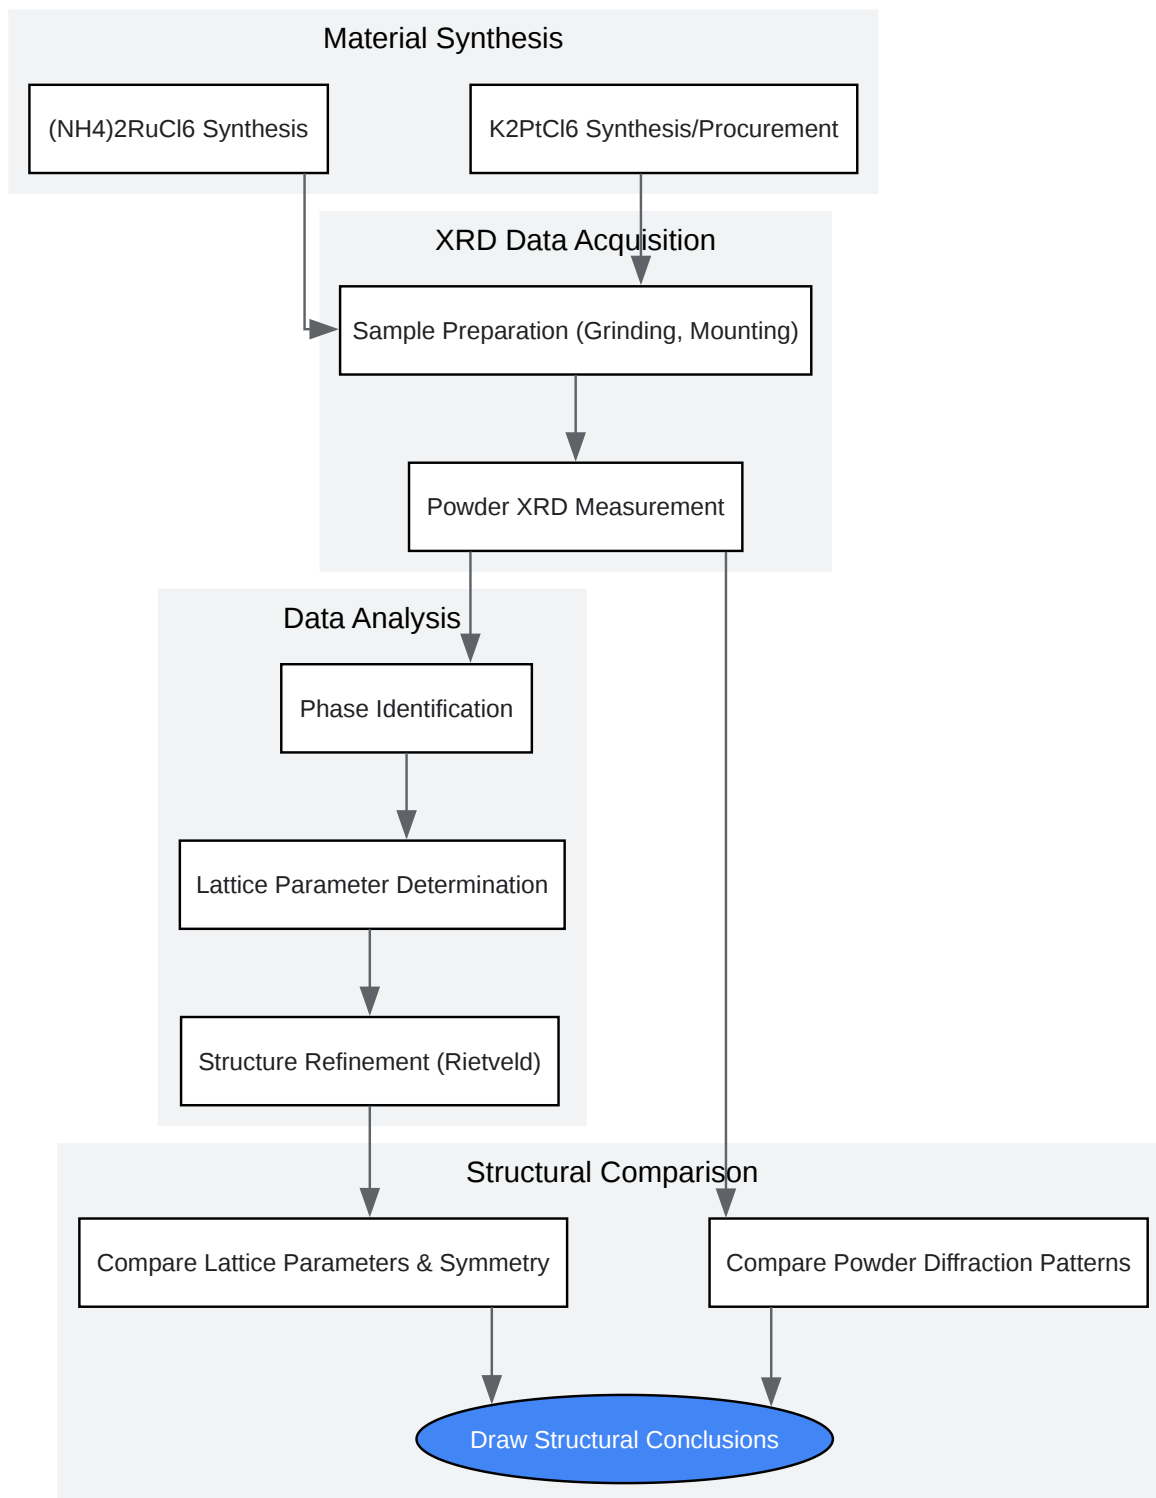 Material Synthesis
(NH4)2RuCl6 Synthesis
K2PtCl6 Synthesis/Procurement
XRD Data Acquisition
Sample Preparation (Grinding, Mounting)
Powder XRD Measurement
Data Analysis
Phase Identification
Lattice Parameter Determination
Structure Refinement (Rietveld)
Structural Comparison
Compare Lattice Parameters & Symmetry
Compare Powder Diffraction Patterns
Draw Structural Conclusions